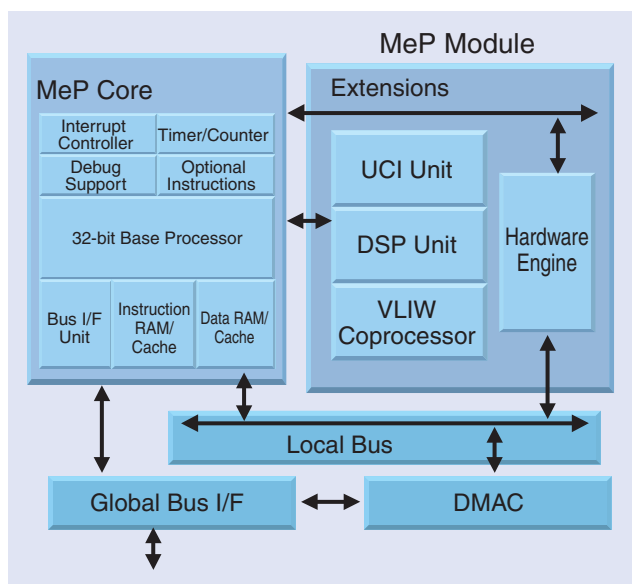 MeP Module
MeP Core
Extensions
Interrupt
Controller
Timer/Counter
Debug
Support
Optional
Instructions
32-bit Base Processor
Bus I/F
Unit
Instruction
RAM/
Cache
Data RAM/
Cache
UCI Unit
DSP Unit
VLIW
Coprocessor
Hardware
Engine
Local Bus
Global Bus I/F
DMAC